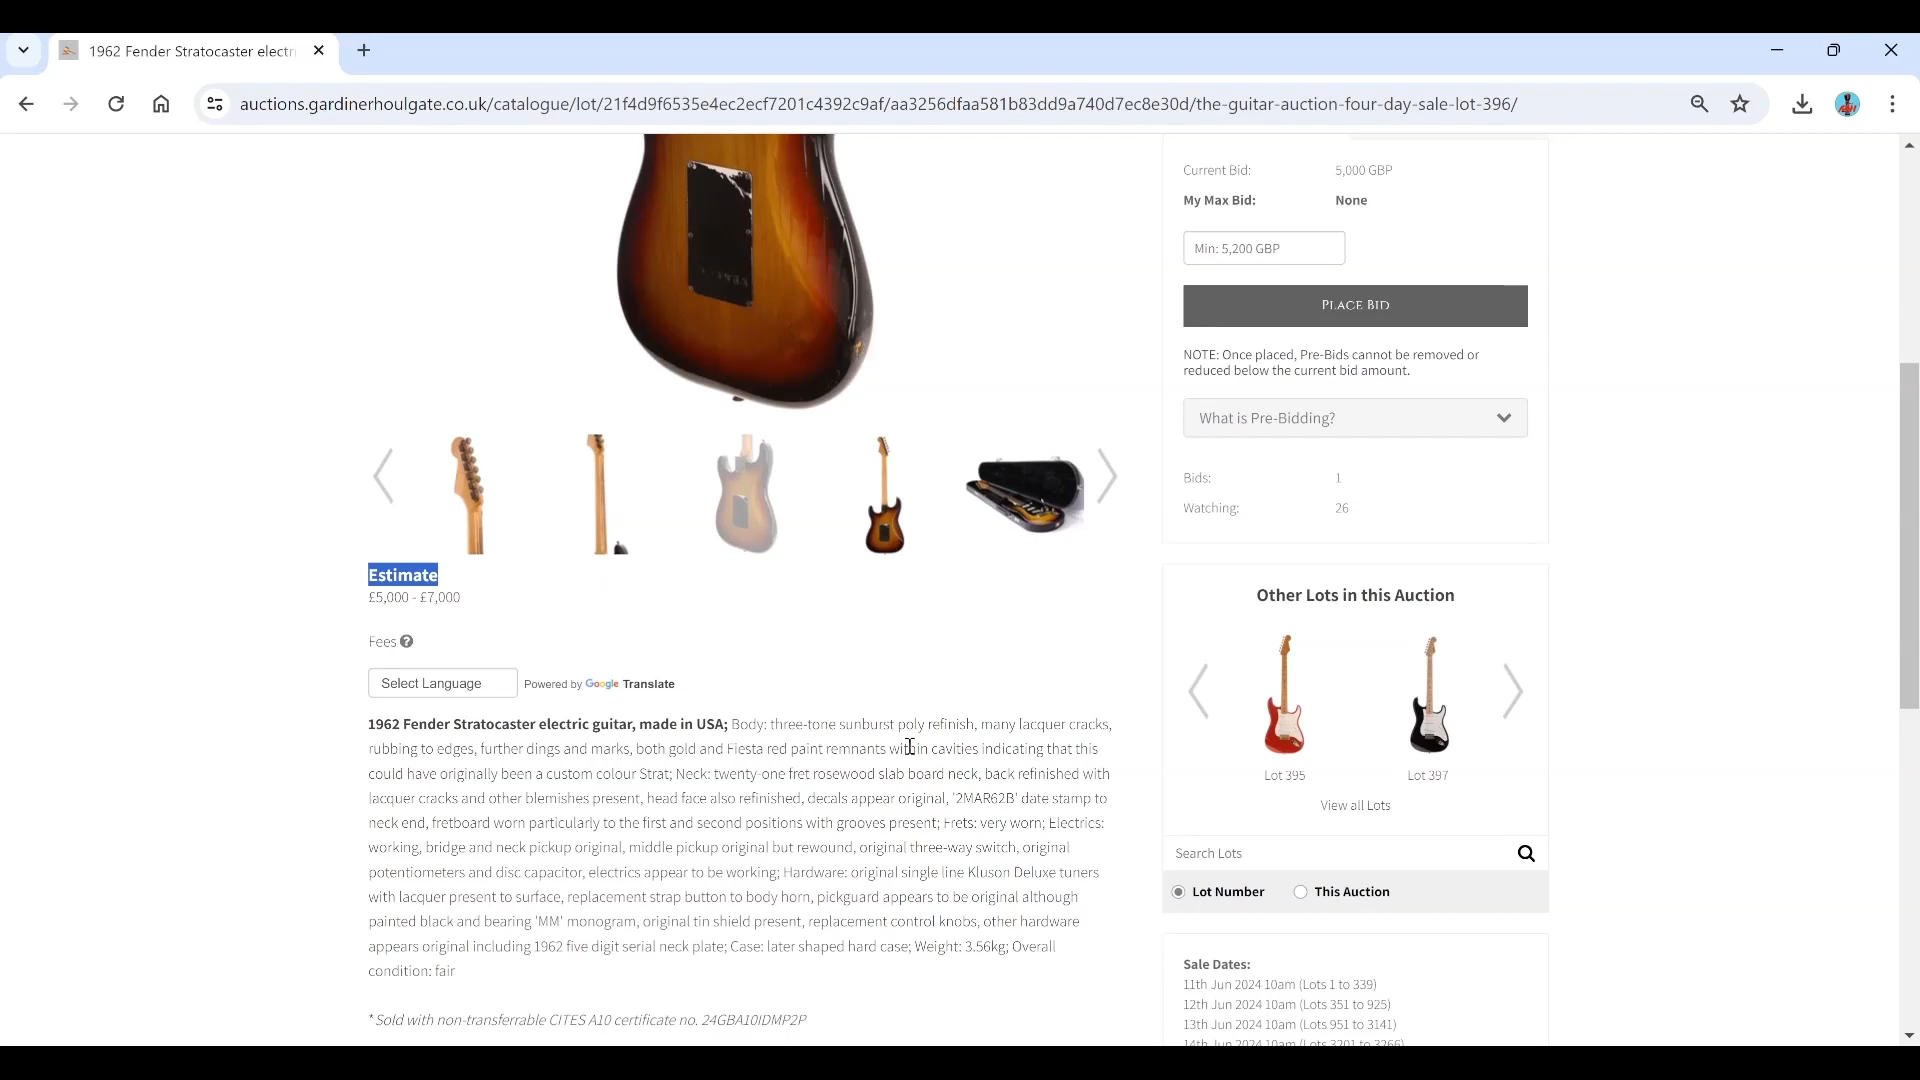 1962 Fender Stratocaster electr
auctions.gardinerhoulgate.co.uk/catalogue/lot/21f4d9f6535e4ec2ecf7201c4392c9af/aa3256dfaa581b83dd9a740d7ec8e30d/the-guitar-auction-four-day-sale-lot-396/
Current Bid: 5,000 GBP
My Max Bid: None
Min: 5,200 GBP
PLACE BID
NOTE: Once placed, Pre-Bids cannot be removed or
reduced below the current bid amount.
What is Pre-Bidding?
Bids: 1
Watching: 26
Estimate
£5,000 - £7,000
Fees ?
Select Language Powered by Google Translate
1962 Fender Stratocaster electric guitar, made in USA; Body: three-tone sunburst poly refinish, many lacquer cracks,
rubbing to edges, further dings and marks, both gold and Fiesta red paint remnants within cavities indicating that this
could have originally been a custom colour Strat; Neck: twenty-one fret rosewood slab board neck, back refinished with
lacquer cracks and other blemishes present, head face also refinished, decals appear original, '2MAR62B' date stamp to
neck end, fretboard worn particularly to the first and second positions with grooves present; Frets: very worn; Electrics:
working, bridge and neck pickup original, middle pickup original but rewound, original three-way switch, original
potentiometers and disc capacitor, electrics appear to be working; Hardware: original single line Kluson Deluxe tuners
with lacquer present to surface, replacement strap button to body horn, pickguard appears to be original although
painted black and bearing 'MM' monogram, original tin shield present, replacement control knobs, other hardware
appears original including 1962 five digit serial neck plate; Case: later shaped hard case; Weight: 3.56kg; Overall
condition: fair
*Sold with non-transferrable CITES A10 certificate no. 24GBA10IDMP2P
Other Lots in this Auction
Lot 395 Lot 397
View all Lots
Search Lots
Lot Number This Auction
Sale Dates:
11th Jun 2024 10am (Lots 1 to 339)
12th Jun 2024 10am (Lots 351 to 925)
13th Jun 2024 10am (Lots 951 to 3141)
14th Jun 2024 10am (Lots 3201 to 3266)